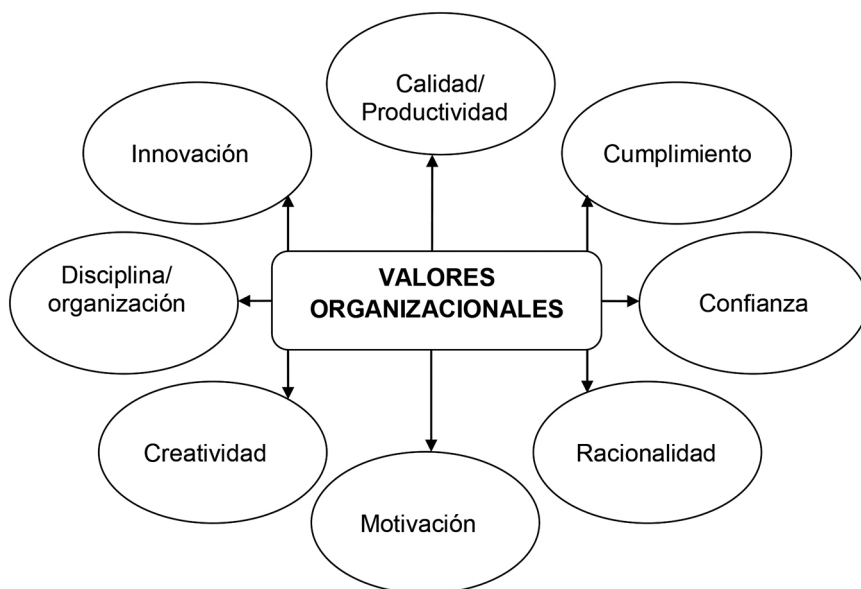 Calidad/
Productividad
Innovación
Cumplimiento
Disciplina/
organización
VALORES
ORGANIZACIONALES
Confianza
Creatividad
Racionalidad
Motivación